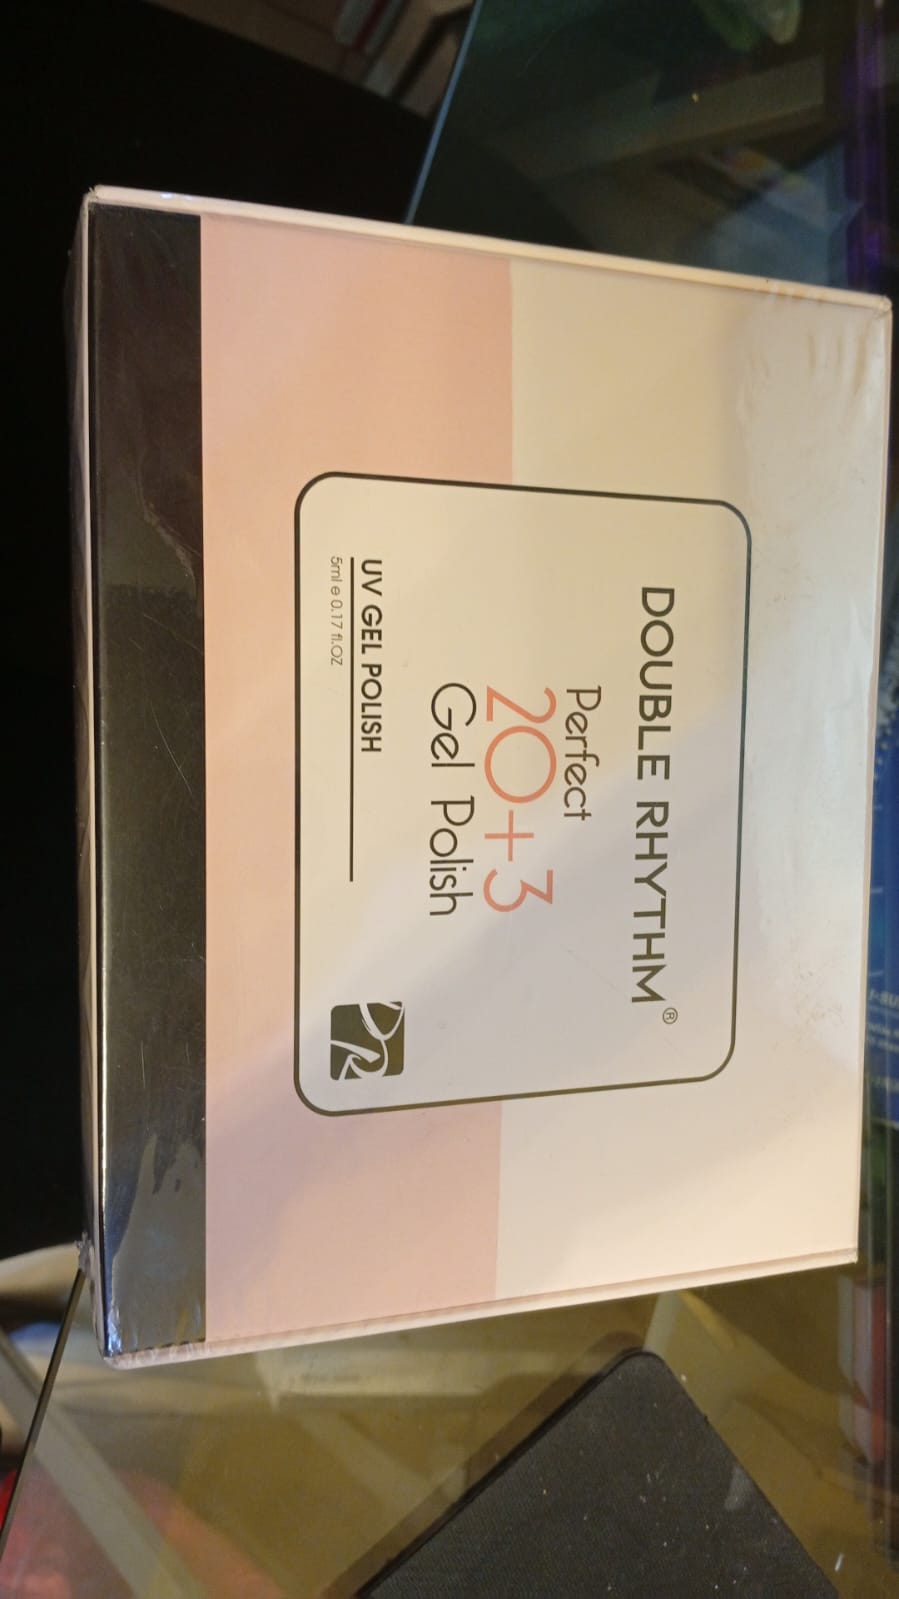 DOUBLE RHYTHM®
Perfect
20+3
Gel Polish
UV GEL POLISH
5ml e 0.17 fl.OZ